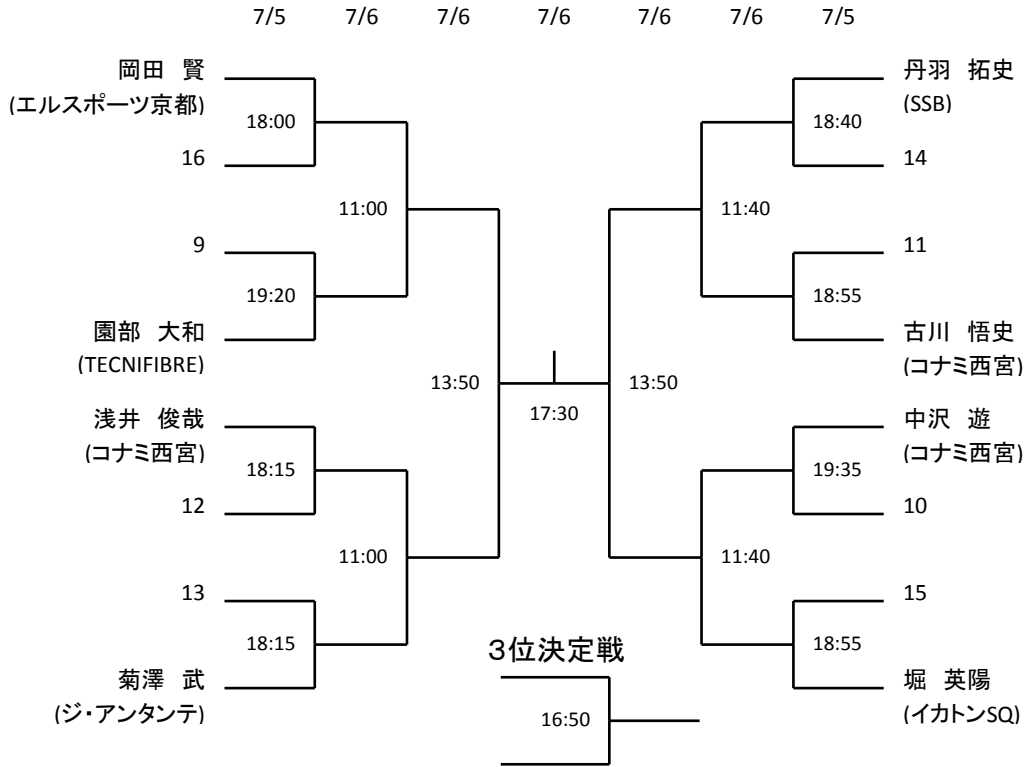 7/5 7/6 7/6 7/6 7/6 7/6 7/5
岡田 賢
(エルスポーツ京都)
18:00
16
11:00
9
19:20
園部 大和
(TECNIFIBRE)
13:50
浅井 俊哉
(コナミ西宮)
18:15
12
11:00
13
18:15
菊澤 武
(ジ・アンタンテ)
17:30
丹羽 拓史
(SSB)
18:40
14
11:40
11
18:55
古川 悟史
(コナミ西宮)
13:50
中沢 遊
(コナミ西宮)
19:35
10
11:40
15
18:55
堀 英陽
(イカトンSQ)
３位決定戦
16:50